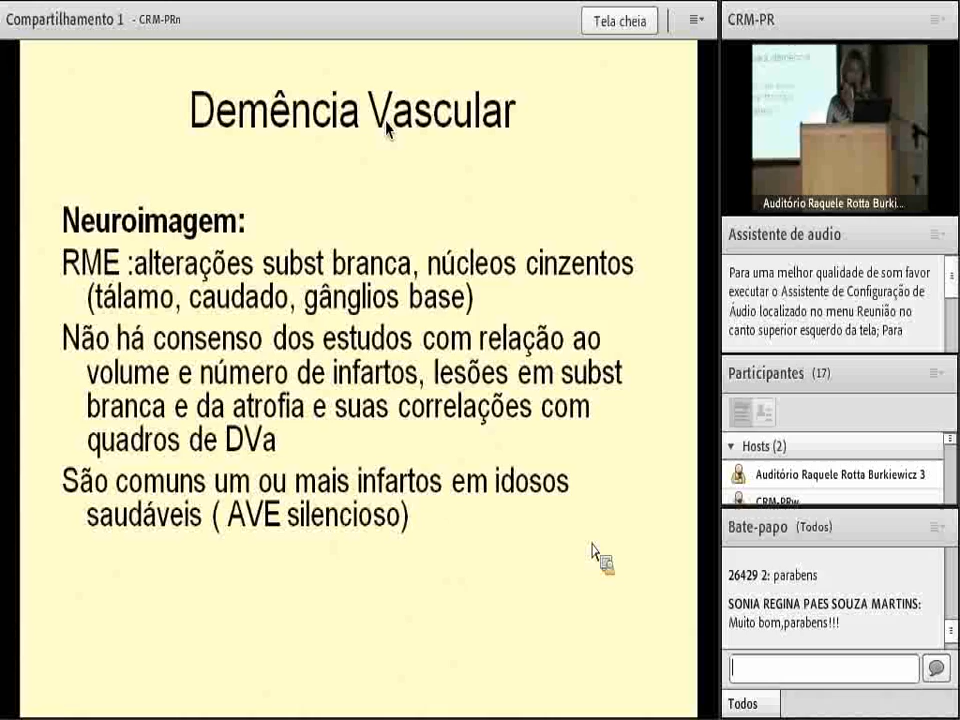 Compartilhamento 1 - CRM-PRn
Tela cheia
Demência Vascular
Neuroimagem:
RME :alterações subst branca, núcleos cinzentos
(tálamo, caudado, gânglios base)
Não há consenso dos estudos com relação ao
volume e número de infartos, lesões em subst
branca e da atrofia e suas correlações com
quadros de DVa
São comuns um ou mais infartos em idosos
saudáveis ( AVE silencioso)
CRM-PR
Auditório Raquele Rotta Burki...
Assistente de audio
Para uma melhor qualidade de som favor
executar o Assistente de Configuração de
Áudio localizado no menu Reunião no
canto superior esquerdo da tela; Para
Participantes (17)
Hosts (2)
Auditório Raquele Rotta Burkiewicz 3
CRM-PRw
Bate-papo (Todos)
26429 2: parabens
SONIA REGINA PAES SOUZA MARTINS:
Muito bom,parabens!!!
Todos